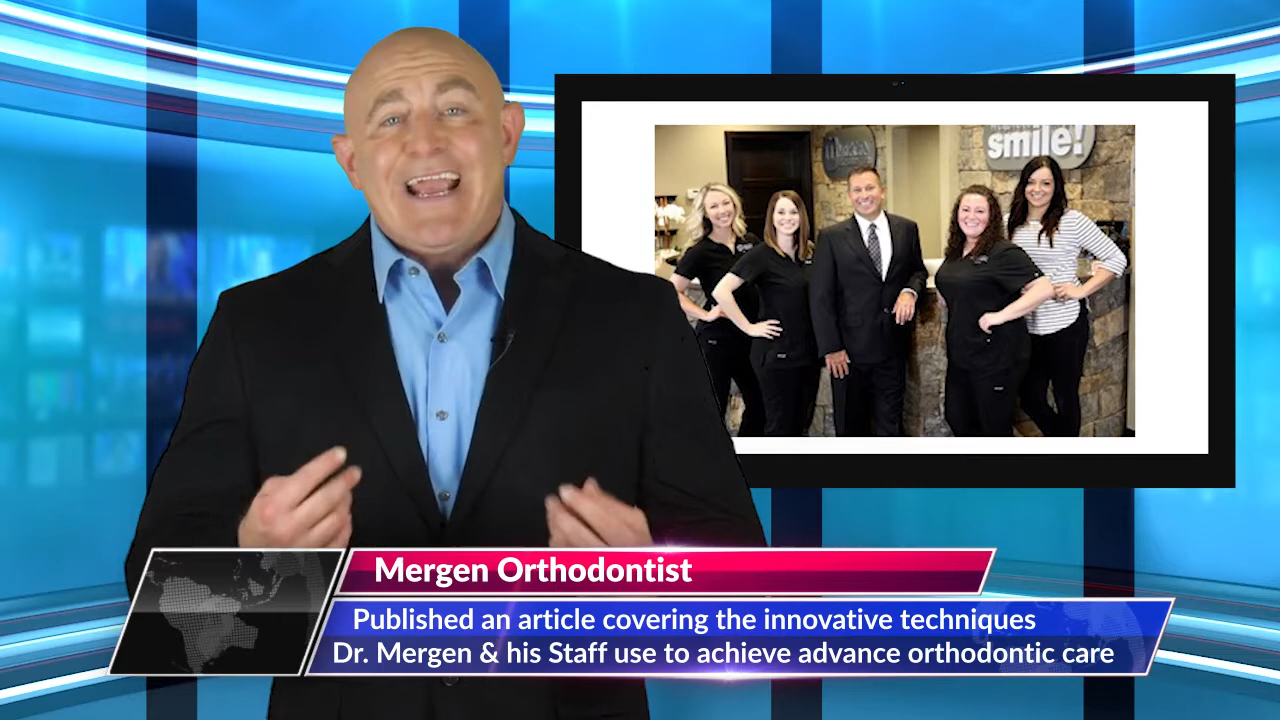 smile!
Mergen Orthodontist
Published an article covering the innovative techniques
Dr. Mergen & his Staff use to achieve advance orthodontic care